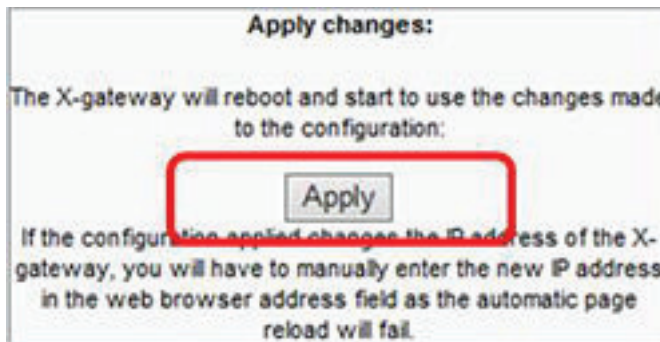 Apply changes:
The X-gateway will reboot and start to use the changes made
to the configuration:
Apply
If the configuration applied changes the IP address of the X-
gateway, you will have to manually enter the new IP address
in the web browser address field as the automatic page
reload will fail.